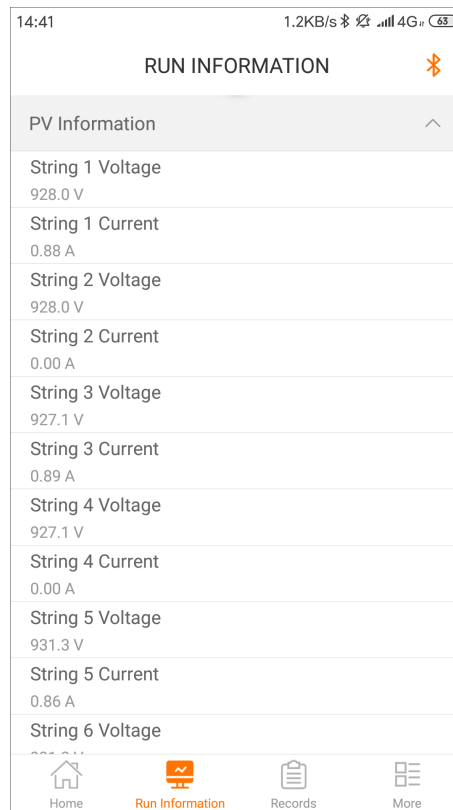 14:41 1.2KB/s 4G 63
RUN INFORMATION
PV Information
String 1 Voltage
928.0 V
String 1 Current
0.88 A
String 2 Voltage
928.0 V
String 2 Current
0.00 A
String 3 Voltage
927.1 V
String 3 Current
0.89 A
String 4 Voltage
927.1 V
String 4 Current
0.00 A
String 5 Voltage
931.3 V
String 5 Current
0.86 A
String 6 Voltage
Home Run Information Records More